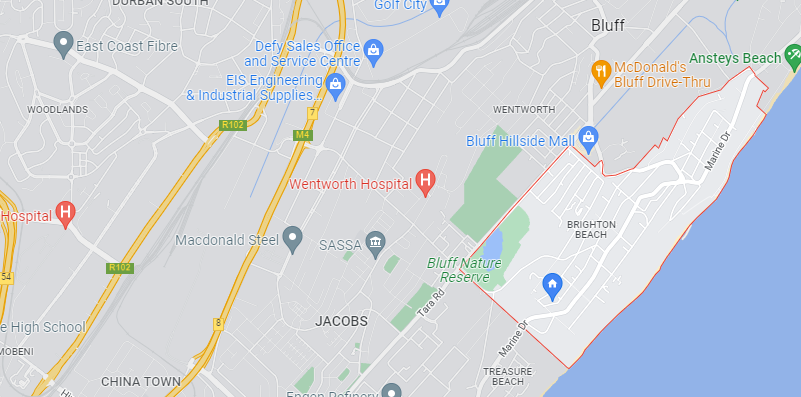 DURBAN SOUTH
Golf City
Bluff
East Coast Fibre
Defy Sales Office
and Service Centre
Ansteys Beach
McDonald's
Bluff Drive-Thru
EIS Engineering
& Industrial Supplies...
WOODLANDS
WENTWORTH
7
R102
M4
Bluff Hillside Mall
Marine Dr
Wentworth Hospital
Hospital
BRIGHTON
BEACH
Macdonald Steel
SASSA
Bluff Nature
Reserve
R102
54
Tara Rd
8
JACOBS
e High School
Marine Dr
MOBENI
TREASURE
BEACH
CHINA TOWN
Engen Refinery